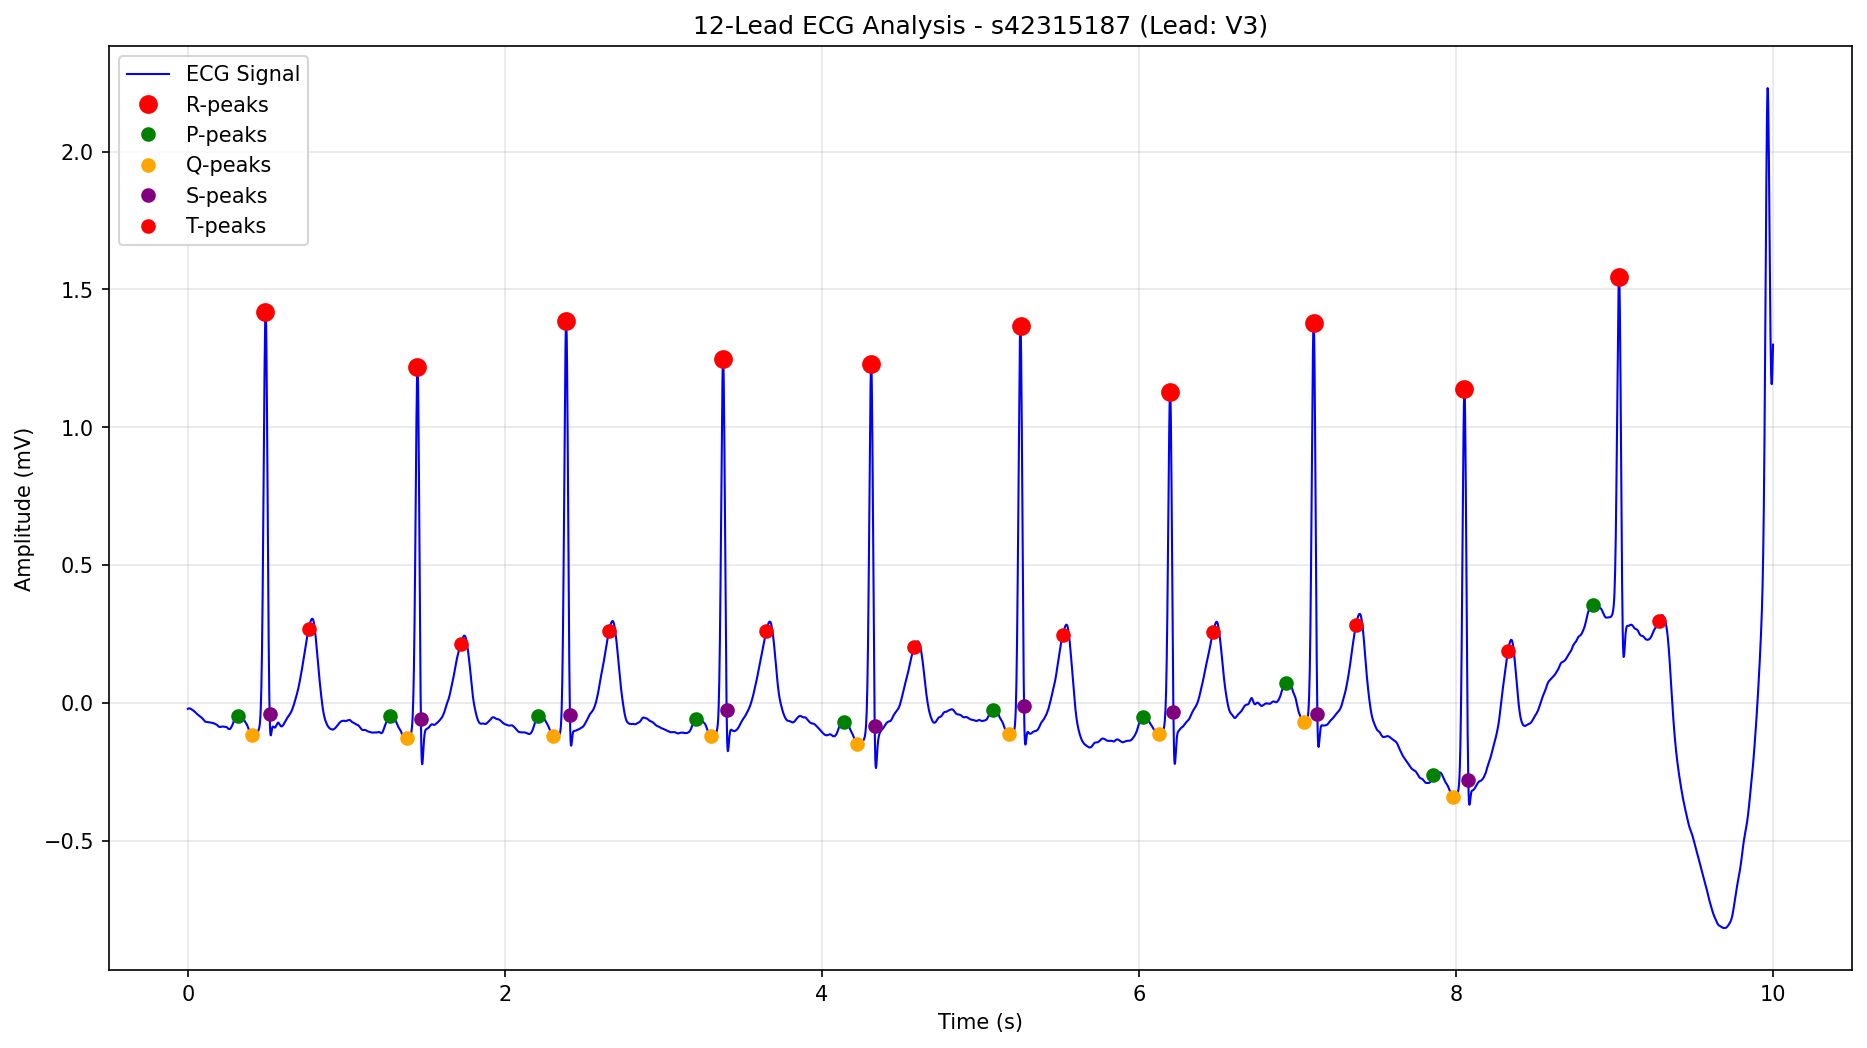 12-Lead ECG Analysis - s42315187 (Lead: V3)
ECG Signal
R-peaks
P-peaks
Q-peaks
S-peaks
T-peaks
2.0
1.5
1.0
0.5
0.0
−0.5
Amplitude (mV)
0 2 4 6 8 10
Time (s)